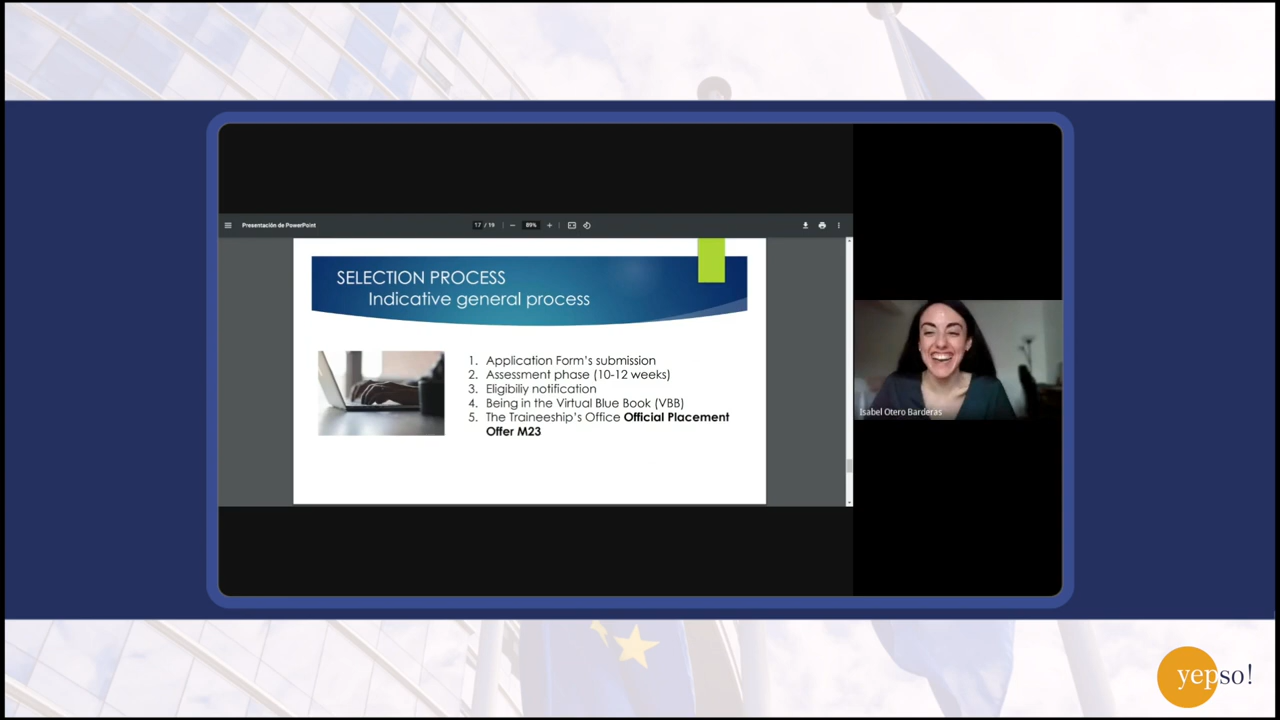 Presentación de PowerPoint
17 / 19
89%
SELECTION PROCESS
Indicative general process
1. Application Form's submission
2. Assessment phase (10-12 weeks)
3. Eligibiliy notification
4. Being in the Virtual Blue Book (VBB)
5. The Traineeship's Office Official Placement
Offer M23
Isabel Otero Barderas
yepso!